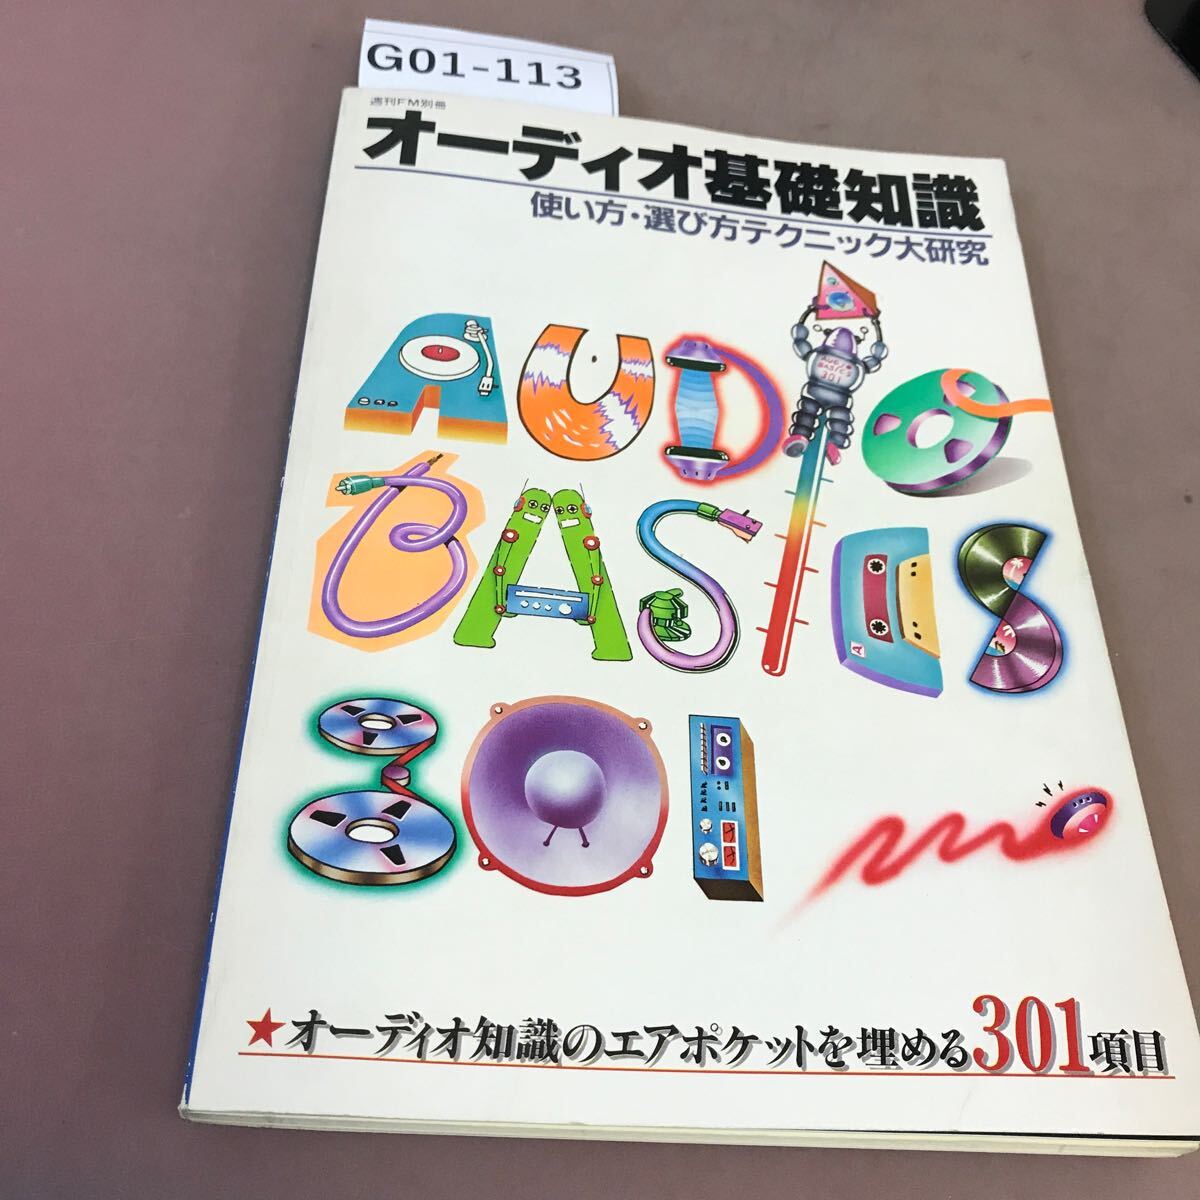 G01-113
週刊FM別冊
オーディオ基礎知識
使い方・選び方テクニック大研究
AUDIO
BASICS
301
AUDIO
BASICS
301
A
★オーディオ知識のエアポケットを埋める301項目